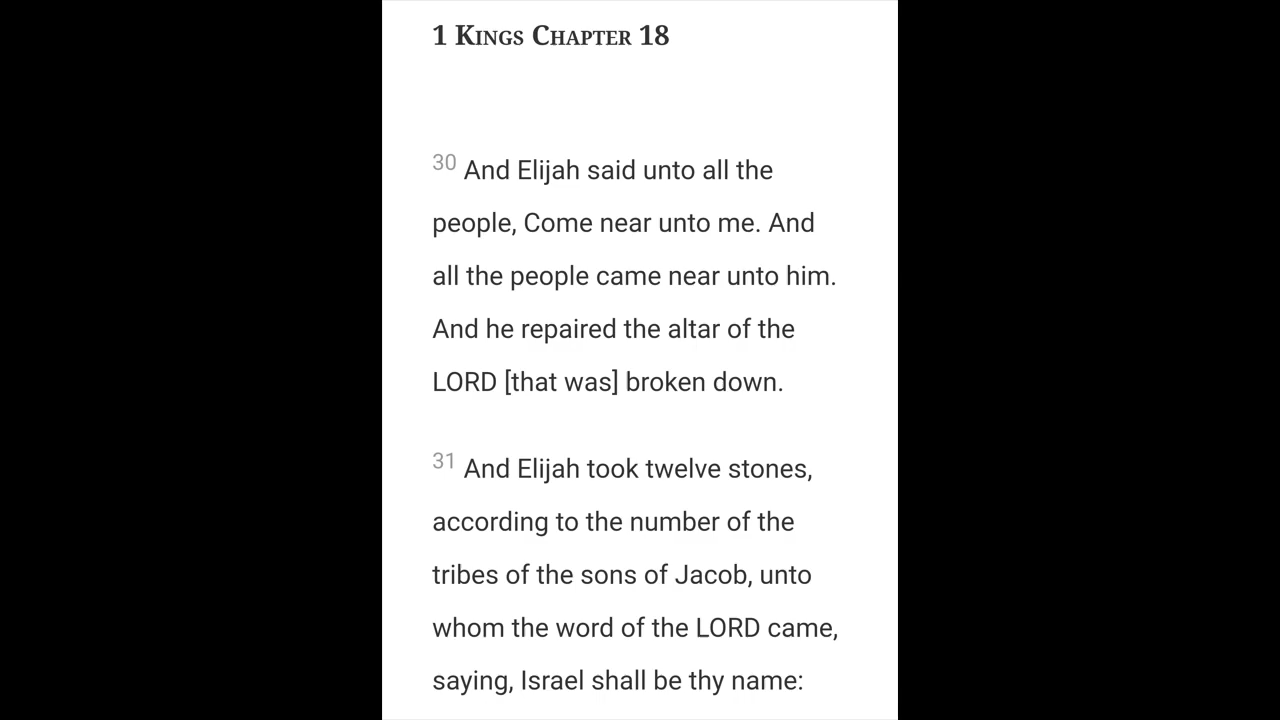 1 Kings Chapter 18
30 And Elijah said unto all the
people, Come near unto me. And
all the people came near unto him.
And he repaired the altar of the
LORD [that was] broken down.
31 And Elijah took twelve stones,
according to the number of the
tribes of the sons of Jacob, unto
whom the word of the LORD came,
saying, Israel shall be thy name: